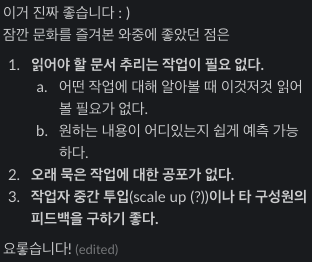 이거 진짜 좋습니다 : )
잠깐 문화를 즐겨본 와중에 좋았던 점은
1. 읽어야 할 문서 추리는 작업이 필요 없다.
a. 어떤 작업에 대해 알아볼 때 이것저것 읽어
볼 필요가 없다.
b. 원하는 내용이 어디있는지 쉽게 예측 가능
하다.
2. 오래 묵은 작업에 대한 공포가 없다.
3. 작업자 중간 투입(scale up (?))이나 타 구성원의
피드백을 구하기 좋다.
요롷습니다! (edited)